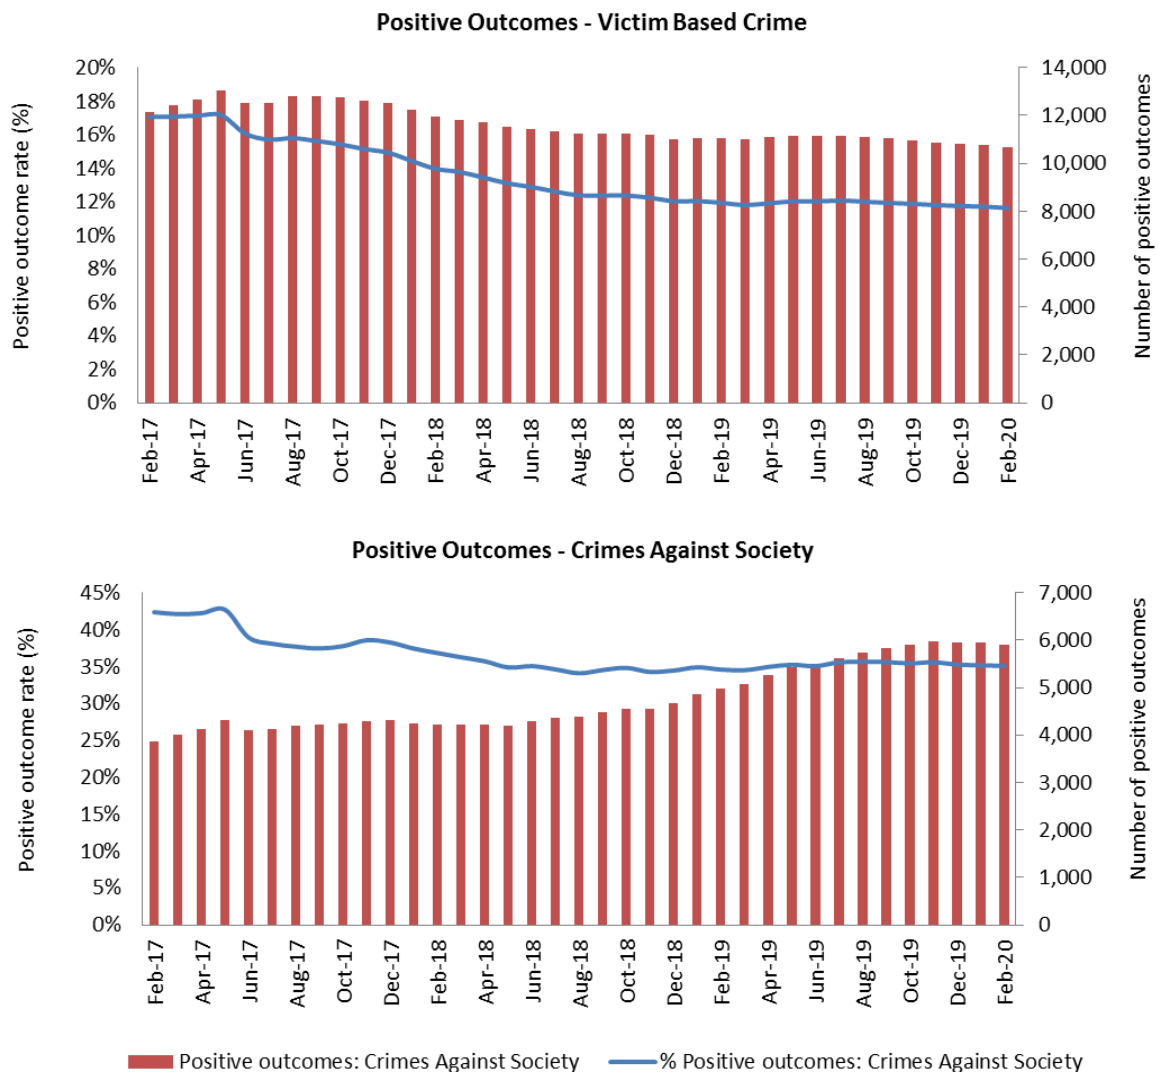 Positive Outcomes - Victim Based Crime
Positive outcome rate (%)
20%
18%
16%
14%
12%
10%
8%
6%
4%
2%
0%
14,000
12,000
10,000
8,000
6,000
4,000
2,000
0
Number of positive outcomes
Feb-17
Apr-17
Jun-17
Aug-17
Oct-17
Dec-17
Feb-18
Apr-18
Jun-18
Aug-18
Oct-18
Dec-18
Feb-19
Apr-19
Jun-19
Aug-19
Oct-19
Dec-19
Feb-20
Positive Outcomes - Crimes Against Society
Positive outcome rate (%)
45%
40%
35%
30%
25%
20%
15%
10%
5%
0%
7,000
6,000
5,000
4,000
3,000
2,000
1,000
0
Number of positive outcomes
Feb-17
Apr-17
Jun-17
Aug-17
Oct-17
Dec-17
Feb-18
Apr-18
Jun-18
Aug-18
Oct-18
Dec-18
Feb-19
Apr-19
Jun-19
Aug-19
Oct-19
Dec-19
Feb-20
Positive outcomes: Crimes Against Society
% Positive outcomes: Crimes Against Society